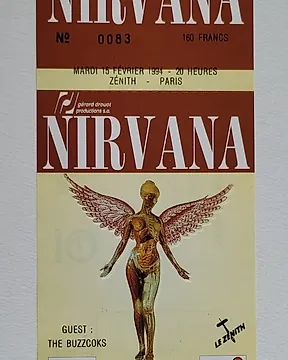 NIRVANA
Nº 0083 160 FRANCS
MARDI 15 FÉVRIER 1994 - 20 HEURES
ZÉNITH - PARIS
gérard drouot
productions s.a.
NIRVANA
GUEST :
THE BUZZCOKS
LE ZÉNITH